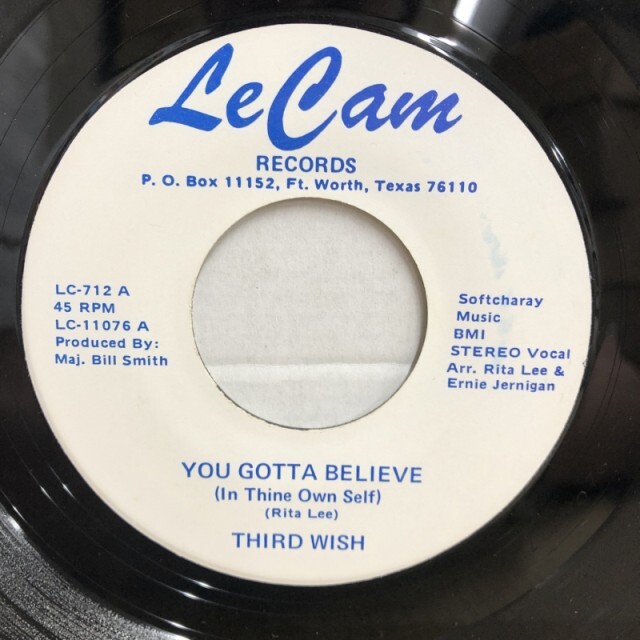 LeCam
RECORDS
P. O. Box 11152, Ft. Worth, Texas 76110
LC-712 A
45 RPM
LC-11076 A
Produced By:
Maj. Bill Smith
Softcharay
Music
BMI
STEREO Vocal
Arr. Rita Lee &
Ernie Jernigan
YOU GOTTA BELIEVE
(In Thine Own Self)
(Rita Lee)
THIRD WISH